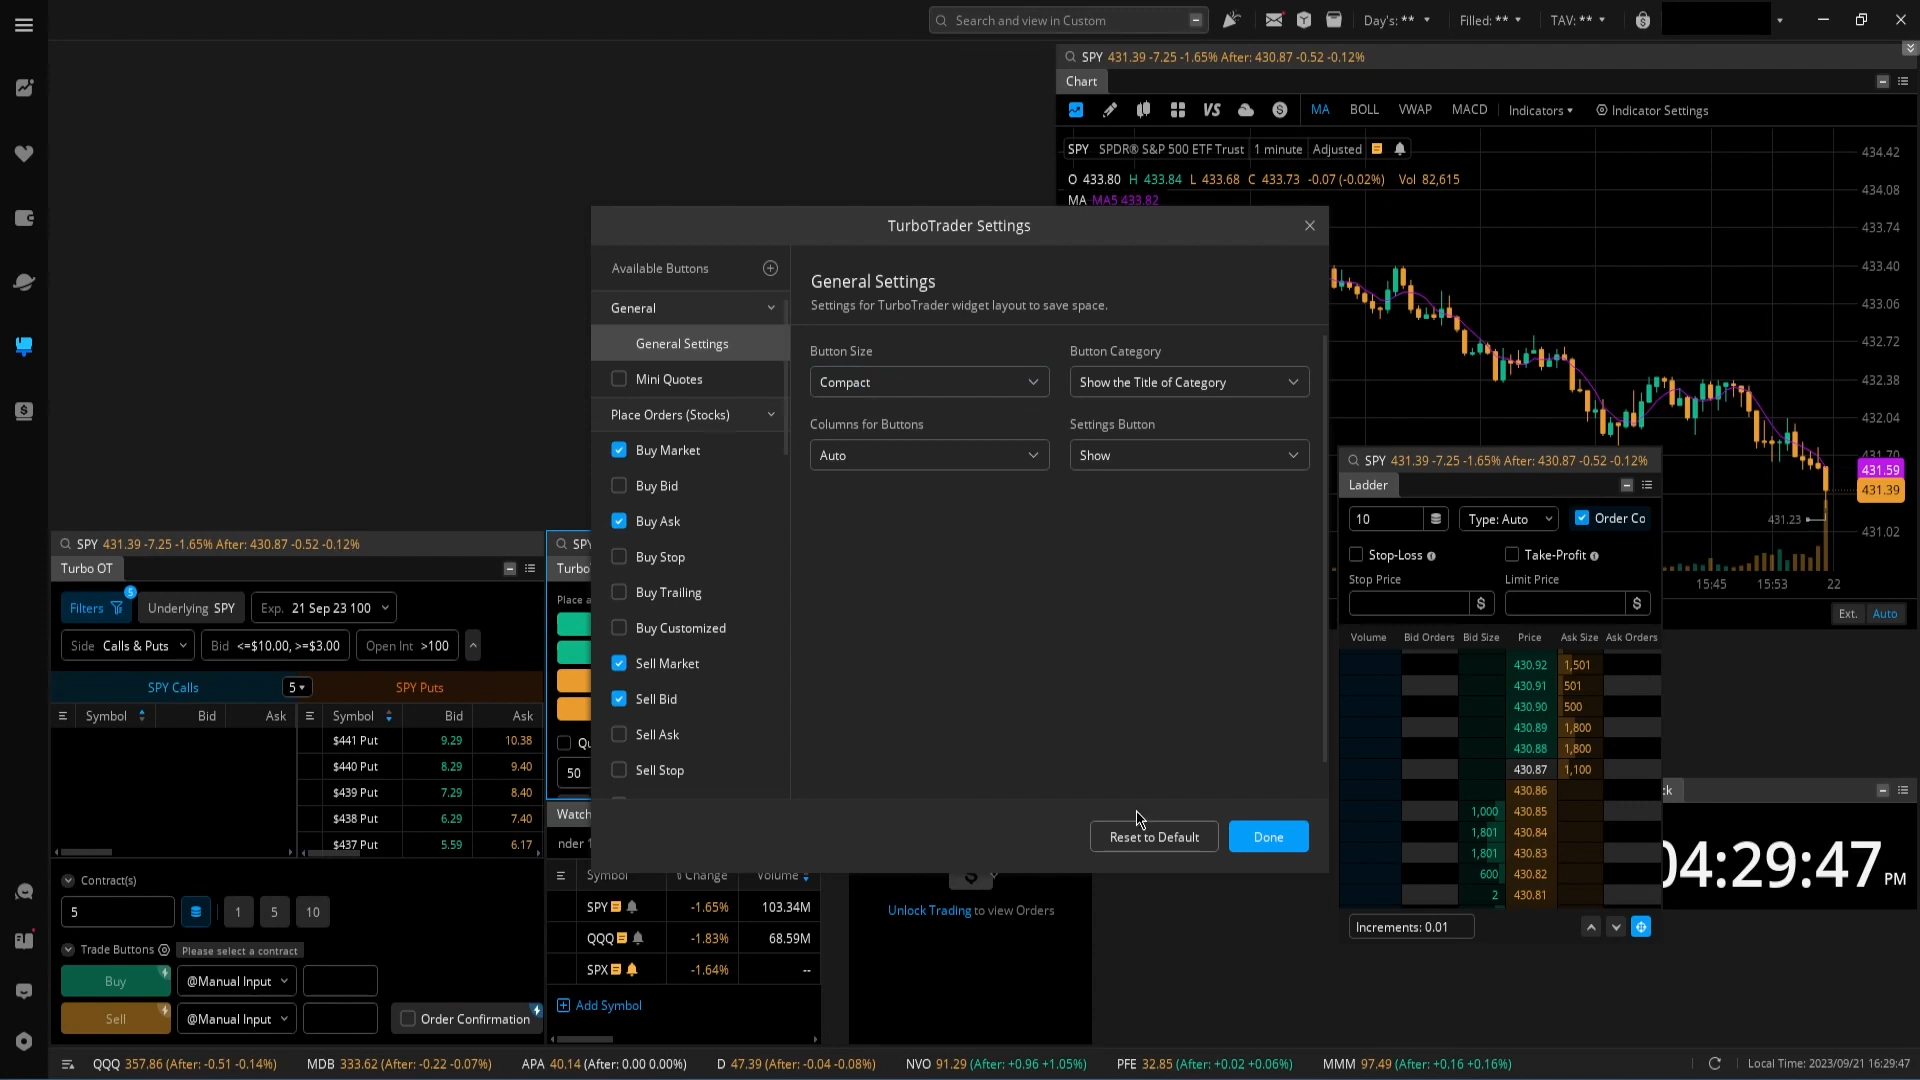 Search and view in Custom
Day's: **
Filled: **
TAV: **
SPY 431.39 -7.25 -1.65% After: 430.87 -0.52 -0.12%
Chart
VS
MA
BOLL
VWAP
MACD
Indicators
Indicator Settings
SPY SPDR® S&P 500 ETF Trust 1 minute Adjusted
O 433.80 H 433.84 L 433.68 C 433.73 -0.07 (-0.02%) Vol 82,615
MA MA5 433.82
434.42
434.08
433.74
433.40
433.06
432.72
432.38
432.04
431.70
431.59
431.39
431.23
431.02
15:45 15:53 22
Ext. Auto
TurboTrader Settings
Available Buttons
General
General Settings
Mini Quotes
Place Orders (Stocks)
Buy Market
Buy Bid
Buy Ask
Buy Stop
Buy Trailing
Buy Customized
Sell Market
Sell Bid
Sell Ask
Sell Stop
General Settings
Settings for TurboTrader widget layout to save space.
Button Size
Compact
Button Category
Show the Title of Category
Columns for Buttons
Auto
Settings Button
Show
Reset to Default
Done
SPY 431.39 -7.25 -1.65% After: 430.87 -0.52 -0.12%
Ladder
10
Type: Auto
Order Co
Stop-Loss
Take-Profit
Stop Price
Limit Price
$
$
Volume Bid Orders Bid Size Price Ask Size Ask Orders
430.92 1,501
430.91 501
430.90 500
430.89 1,800
430.88 1,800
430.87 1,100
430.86
1,000 430.85
1,801 430.84
1,801 430.83
600 430.82
2 430.81
Increments: 0.01
ck
04:29:47 PM
SPY 431.39 -7.25 -1.65% After: 430.87 -0.52 -0.12%
Turbo OT
Filters 5
Underlying SPY
Exp. 21 Sep 23 100
Side Calls & Puts
Bid <=$10.00, >=$3.00
Open Int >100
SPY Calls
5
SPY Puts
Symbol Bid Ask
Symbol Bid Ask
$441 Put 9.29 10.38
$440 Put 8.29 9.40
$439 Put 7.29 8.40
$438 Put 6.29 7.40
$437 Put 5.59 6.17
Contract(s)
5
1
5
10
Trade Buttons
Please select a contract
Buy
@Manual Input
Sell
@Manual Input
Order Confirmation
SPY
Turbo
Place a
Qu
50
Watch
nder 1
Symbol % Change Volume
SPY -1.65% 103.34M
QQQ -1.83% 68.59M
SPX -1.64% --
Add Symbol
Unlock Trading to view Orders
QQQ 357.86 (After: -0.51 -0.14%)
MDB 333.62 (After: -0.22 -0.07%)
APA 40.14 (After: 0.00 0.00%)
D 47.39 (After: -0.04 -0.08%)
NVO 91.29 (After: +0.96 +1.05%)
PFE 32.85 (After: +0.02 +0.06%)
MMM 97.49 (After: +0.16 +0.16%)
Local Time: 2023/09/21 16:29:47